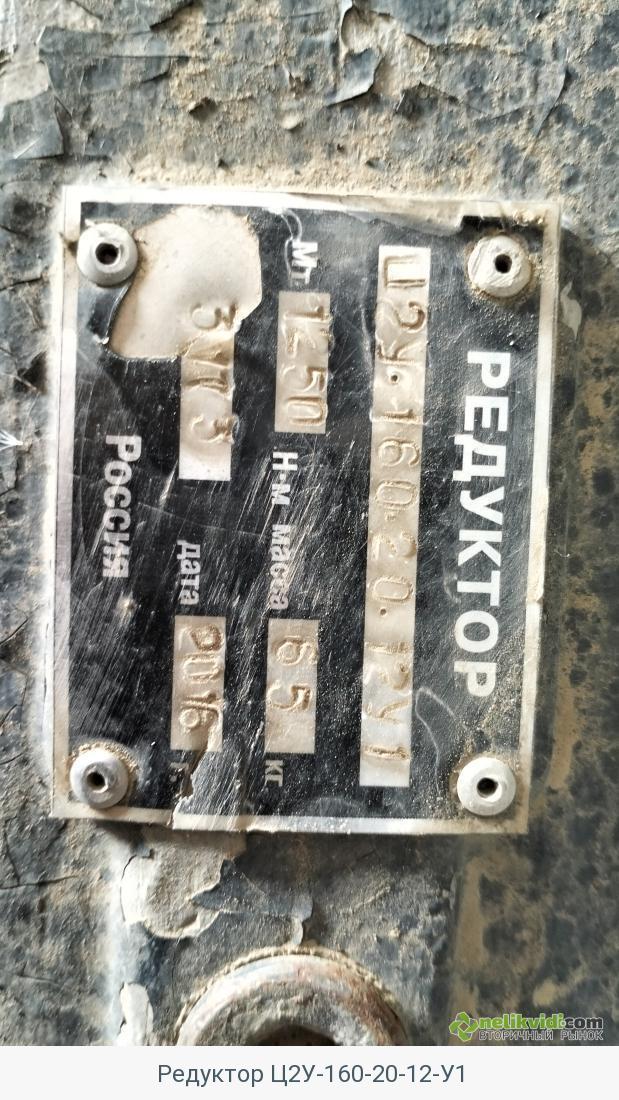 РЕДУКТОР
Ц2У.160.20.12У1
Мт 1250 Н·м масса 65 кг
дата 2016 г.
Россия
nelikvidi.com
ВТОРИЧНЫЙ РЫНОК
Редуктор Ц2У-160-20-12-У1